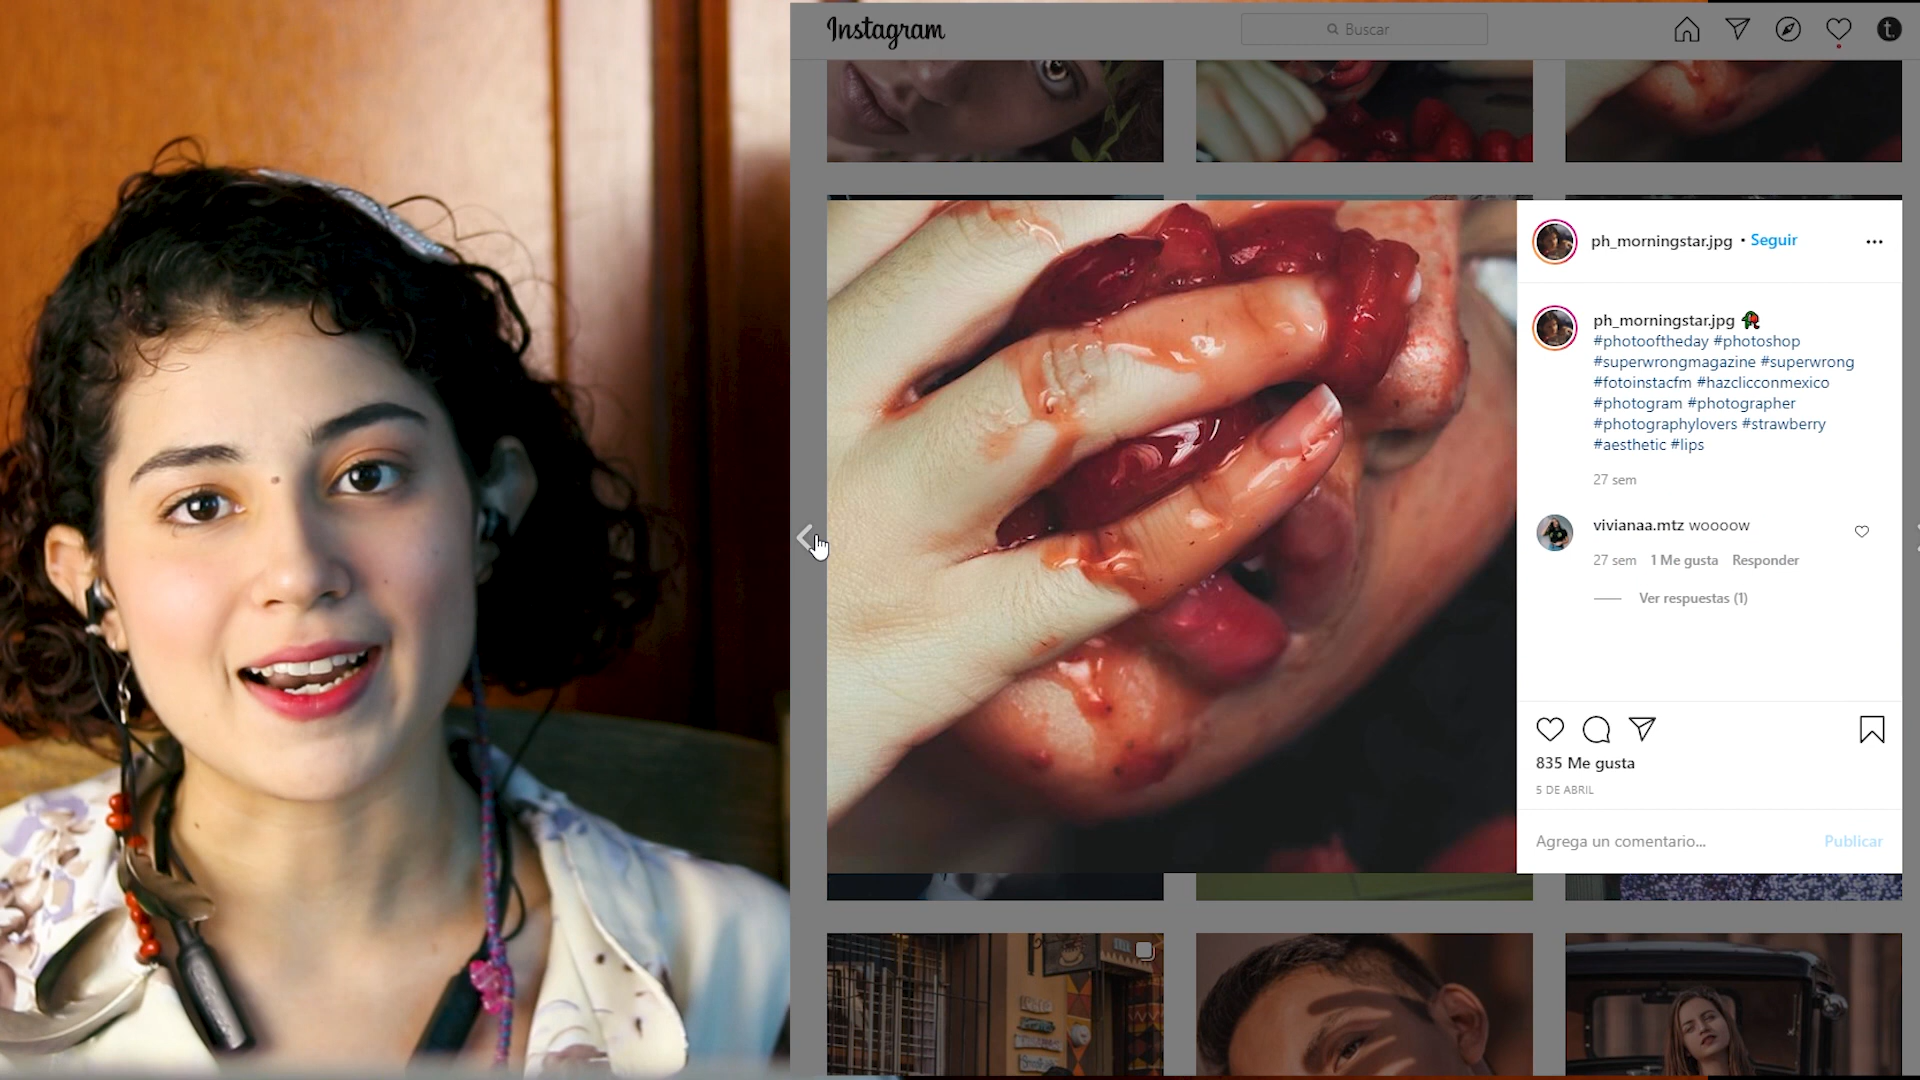 Instagram
Buscar
t.
ph_morningstar.jpg • Seguir
ph_morningstar.jpg
#photooftheday #photoshop
#superwrongmagazine #superwrong
#fotoinstacfm #hazclicconmexico
#photogram #photographer
#photographylovers #strawberry
#aesthetic #lips
27 sem
vivianaa.mtz woooow
27 sem 1 Me gusta Responder
Ver respuestas (1)
835 Me gusta
5 DE ABRIL
Agrega un comentario...
Publicar